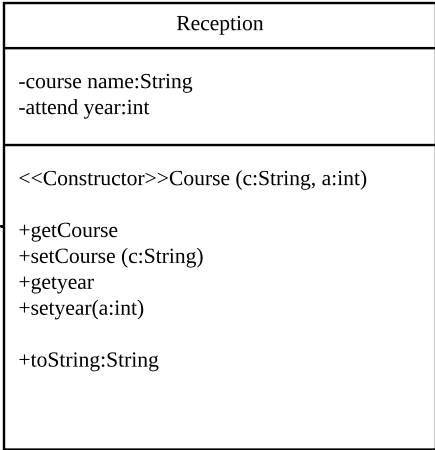 Reception
-course name:String
-attend year:int
<<Constructor>>Course (c:String, a:int)
+getCourse
+setCourse (c:String)
+getyear
+setyear(a:int)
+toString:String